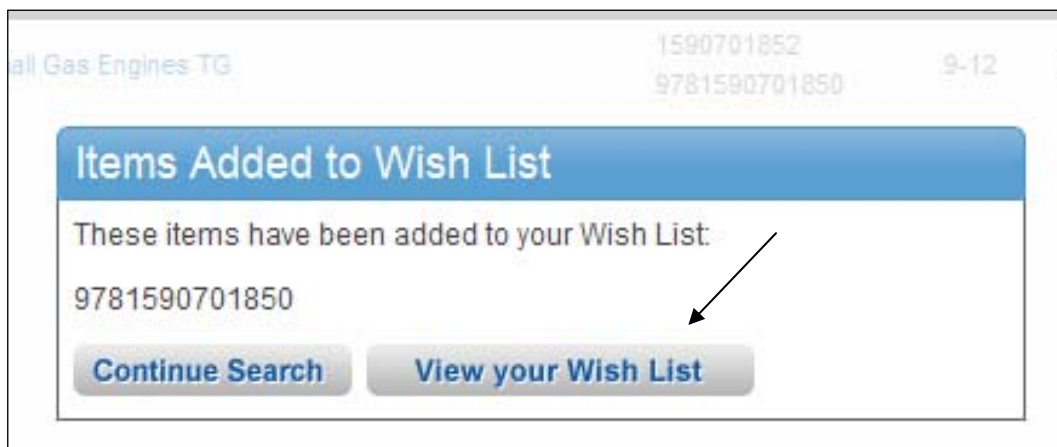 all Gas Engines TG
1590701852
9781590701850
9-12
Items Added to Wish List
These items have been added to your Wish List:
9781590701850
Continue Search
View your Wish List